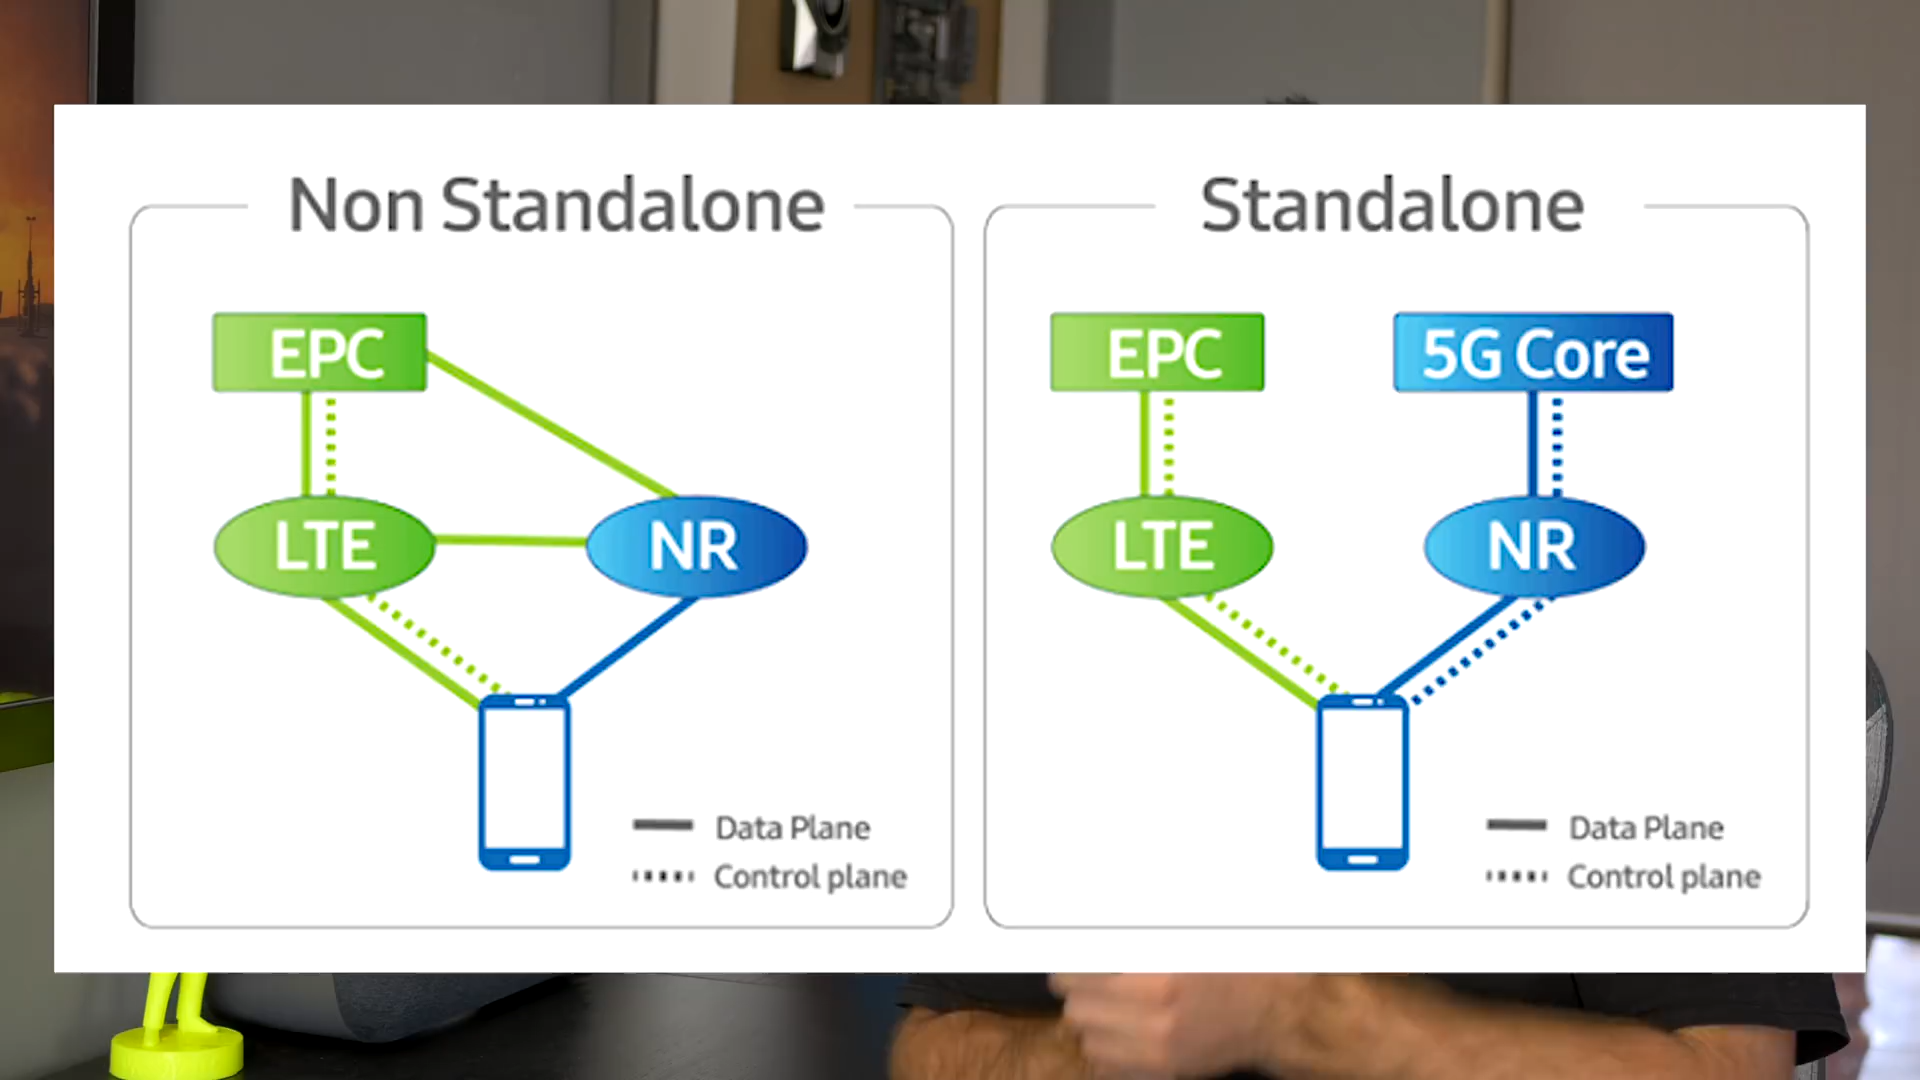 Non Standalone
EPC
LTE
NR
Data Plane
Control plane
Standalone
EPC
5G Core
LTE
NR
Data Plane
Control plane